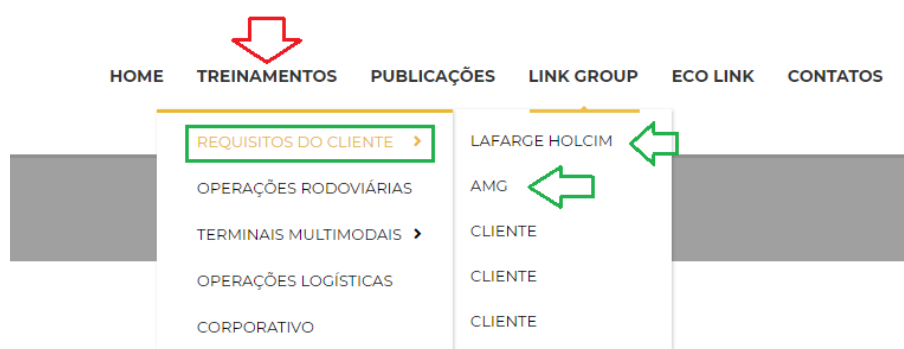 HOME TREINAMENTOS PUBLICAÇÕES LINK GROUP ECO LINK CONTATOS
REQUISITOS DO CLIENTE
OPERAÇÕES RODOVIÁRIAS
TERMINAIS MULTIMODAIS
OPERAÇÕES LOGÍSTICAS
CORPORATIVO
LAFARGE HOLCIM
AMG
CLIENTE
CLIENTE
CLIENTE